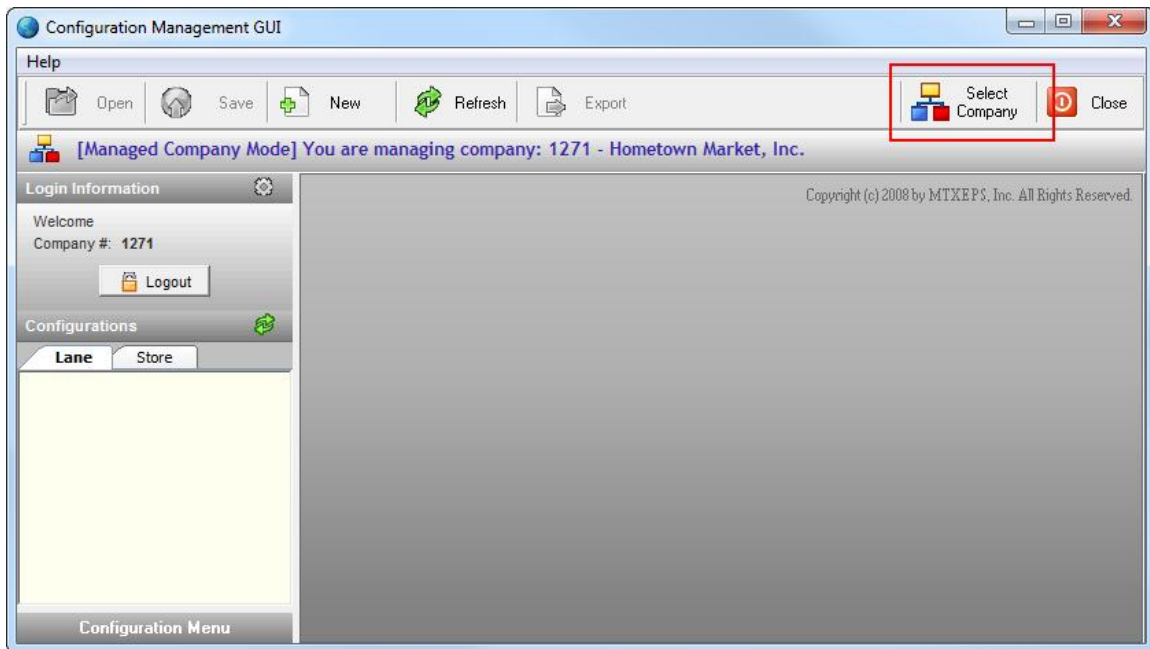 Configuration Management GUI
Help
Open Save New Refresh Export Select Company Close
[Managed Company Mode] You are managing company: 1271 - Hometown Market, Inc.
Login Information
Copyright (c) 2008 by MTXEPS, Inc. All Rights Reserved.
Welcome
Company #: 1271
Logout
Configurations
Lane Store
Configuration Menu